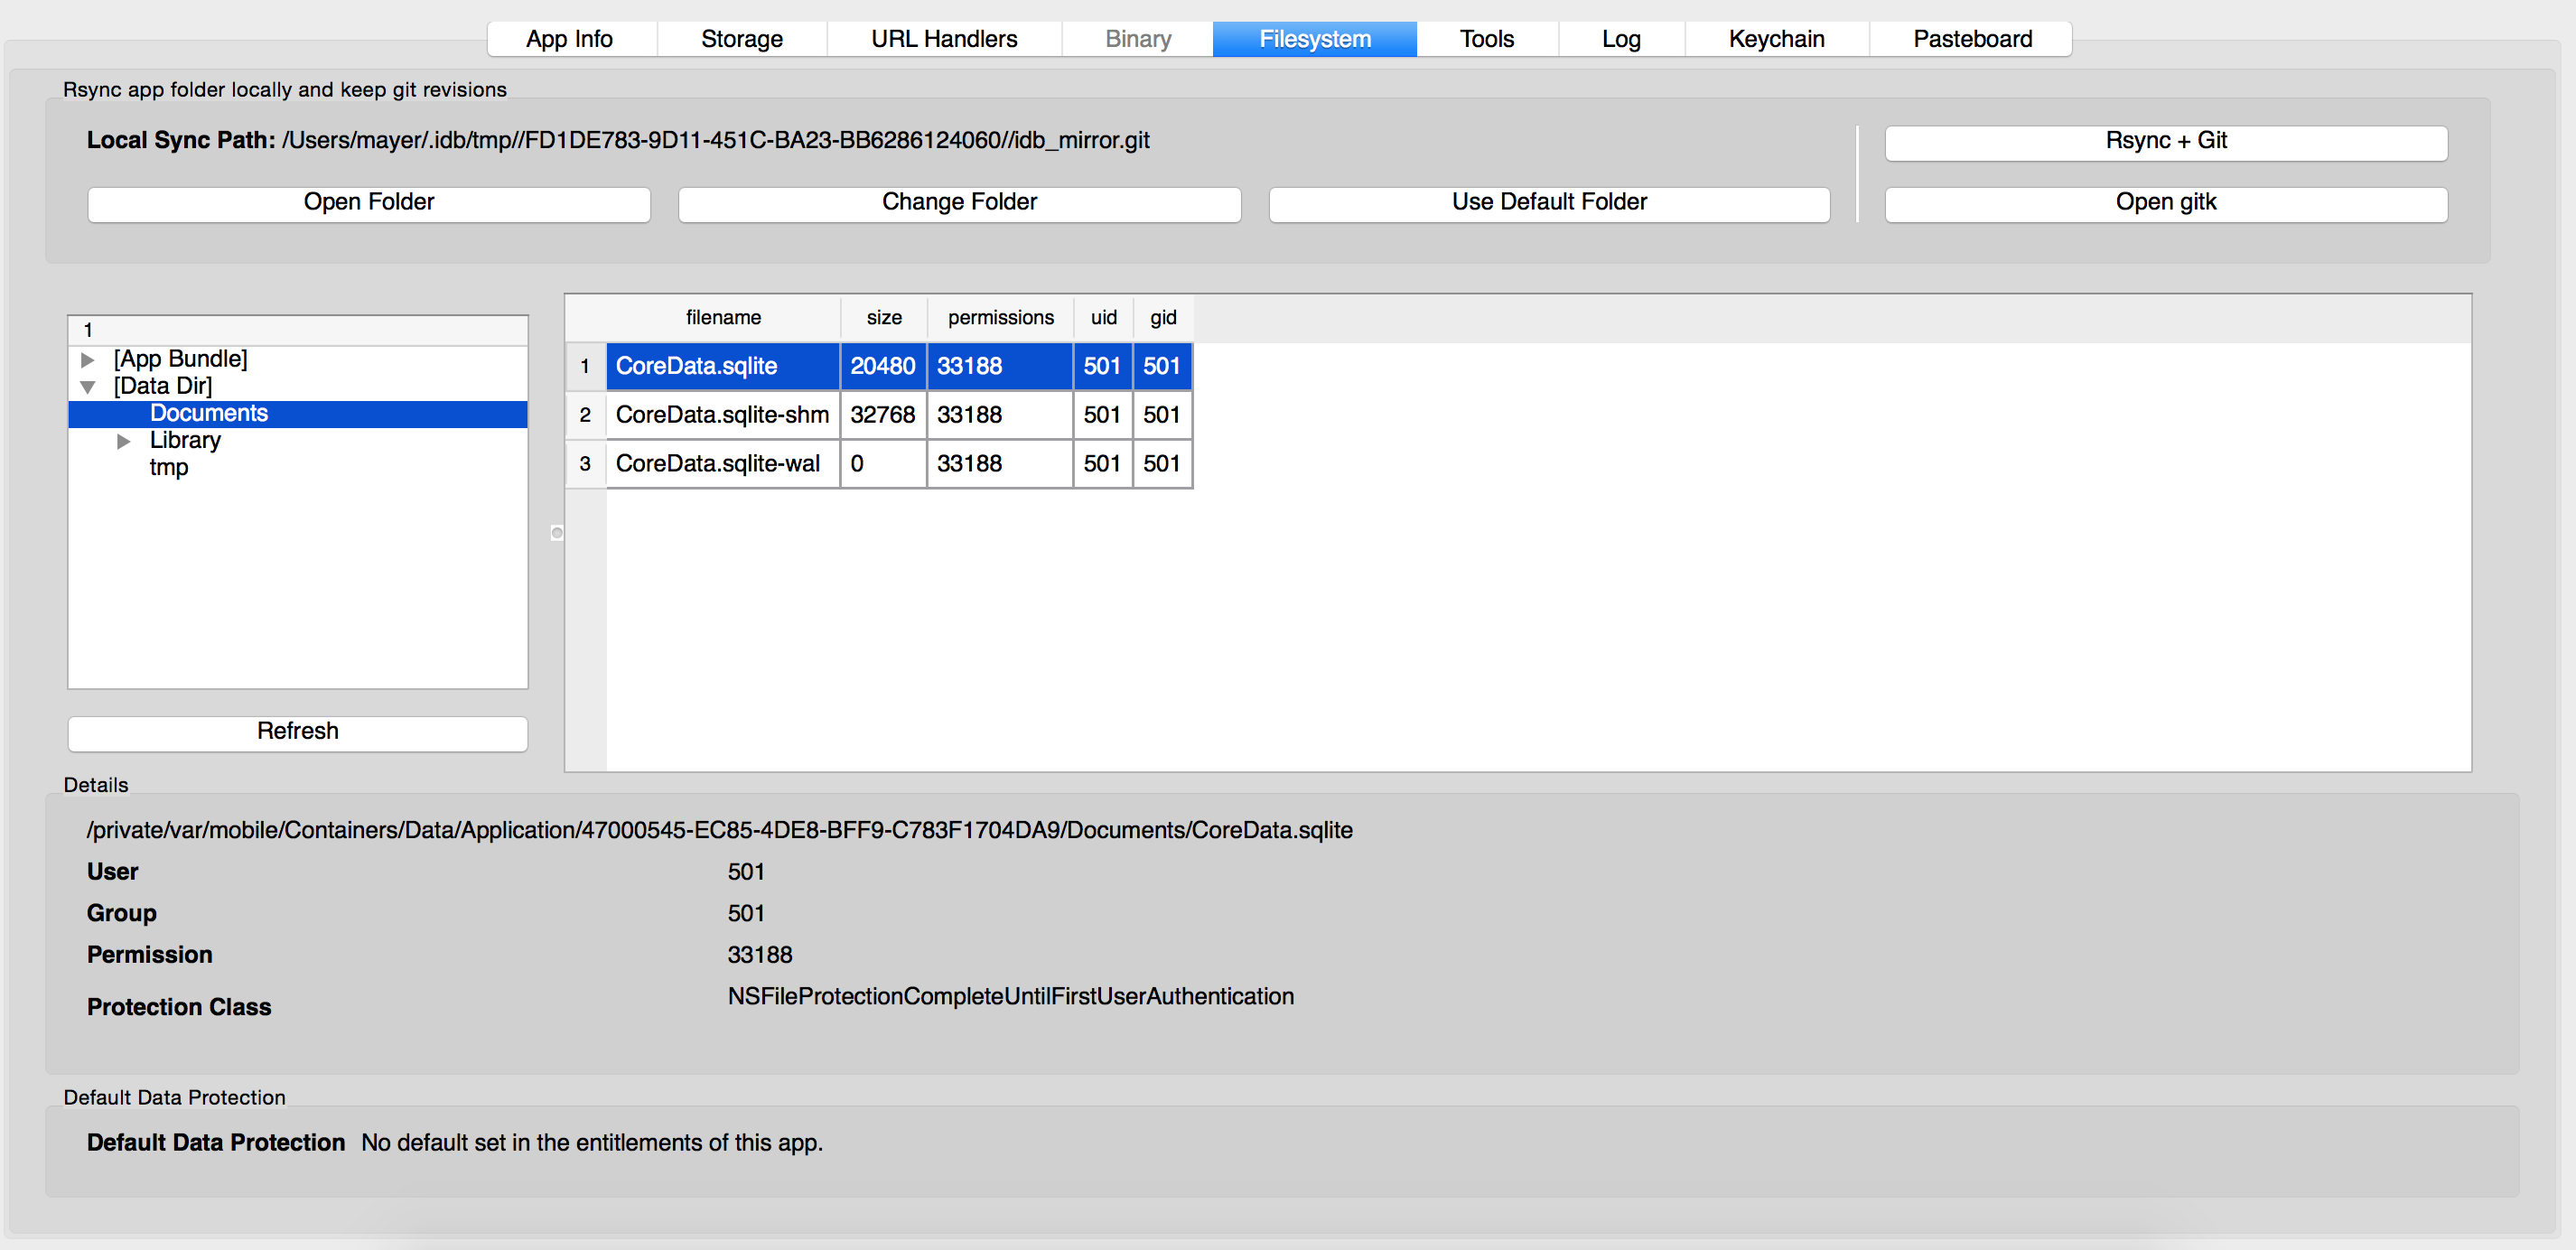 App Info Storage URL Handlers Binary Filesystem Tools Log Keychain Pasteboard
Rsync app folder locally and keep git revisions
Local Sync Path: /Users/mayer/.idb/tmp//FD1DE783-9D11-451C-BA23-BB6286124060//idb_mirror.git
Rsync + Git
Open Folder Change Folder Use Default Folder Open gitk
1
[App Bundle]
[Data Dir]
Documents
Library
tmp
Refresh
filename size permissions uid gid
1 CoreData.sqlite 20480 33188 501 501
2 CoreData.sqlite-shm 32768 33188 501 501
3 CoreData.sqlite-wal 0 33188 501 501
Details
/private/var/mobile/Containers/Data/Application/47000545-EC85-4DE8-BFF9-C783F1704DA9/Documents/CoreData.sqlite
User 501
Group 501
Permission 33188
Protection Class NSFileProtectionCompleteUntilFirstUserAuthentication
Default Data Protection
Default Data Protection No default set in the entitlements of this app.